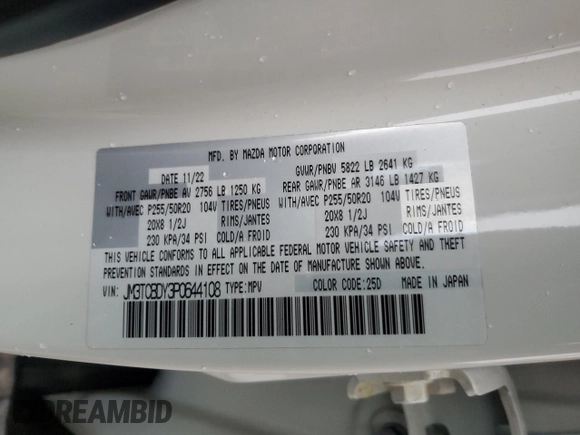 MFD. BY MAZDA MOTOR CORPORATION
DATE 11/22 GVWR/PNBV 5822 LB 2641 KG
FRONT GAWR/PNBE AV 2756 LB 1250 KG REAR GAWR/PNBE AR 3146 LB 1427 KG
WITH/AVEC P255/50R20 104V TIRES/PNEUS WITH/AVEC P255/50R20 104V TIRES/PNEUS
20X8 1/2J RIMS/JANTES 20X8 1/2J RIMS/JANTES
230 KPA/34 PSI COLD/A FROID 230 KPA/34 PSI COLD/A FROID
THIS VEHICLE CONFORMS TO ALL APPLICABLE FEDERAL MOTOR VEHICLE SAFETY AND THEFT
PREVENTION STANDARDS IN EFFECT ON THE DATE OF MANUFACTURE SHOWN ABOVE.
VIN: JM3TCBDY3P0644108 TYPE:MPV COLOR CODE:25D MADE IN JAPAN
DREAMBID